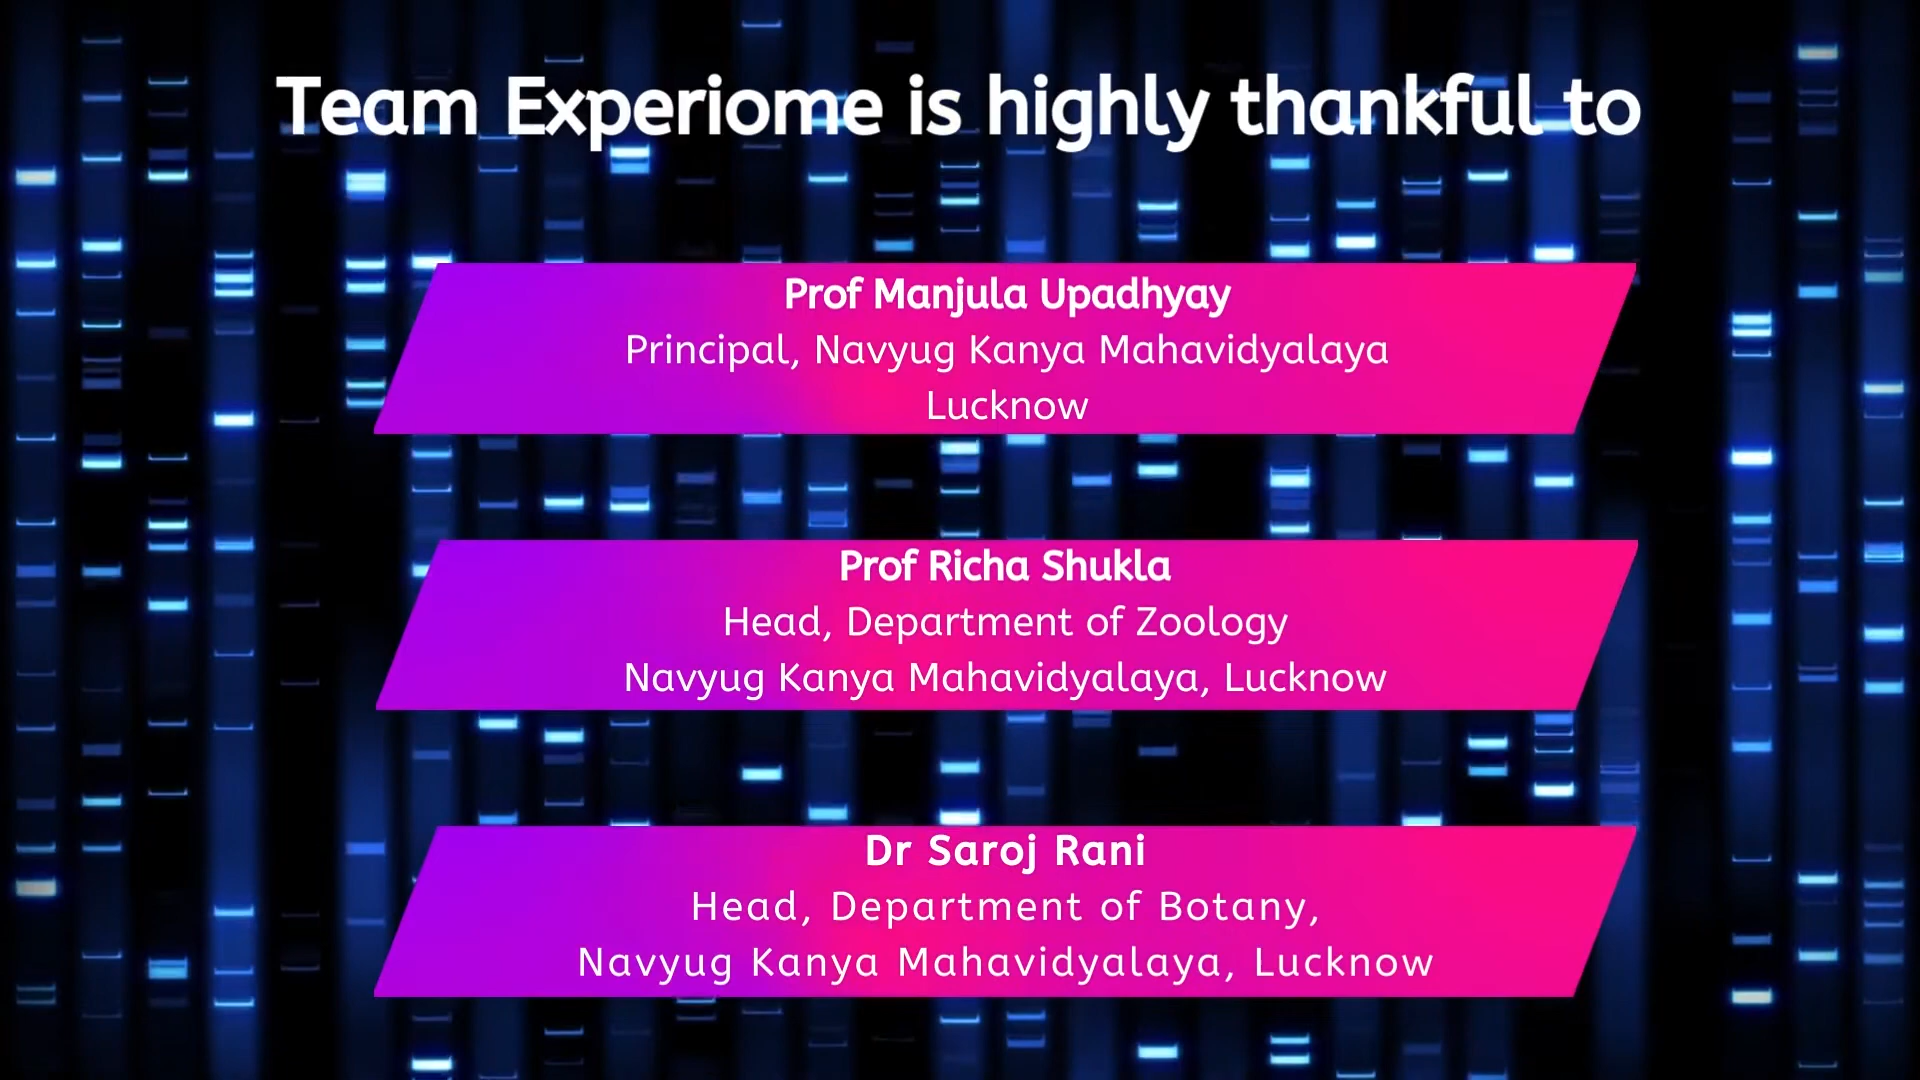 Team Experiome is highly thankful to
Prof Manjula Upadhyay
Principal, Navyug Kanya Mahavidyalaya
Lucknow
Prof Richa Shukla
Head, Department of Zoology
Navyug Kanya Mahavidyalaya, Lucknow
Dr Saroj Rani
Head, Department of Botany,
Navyug Kanya Mahavidyalaya, Lucknow